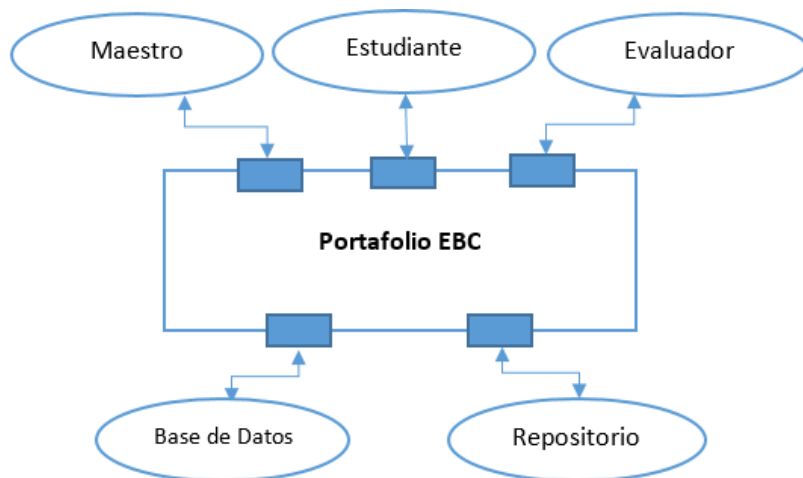 Maestro
Estudiante
Evaluador
Portafolio EBC
Base de Datos
Repositorio